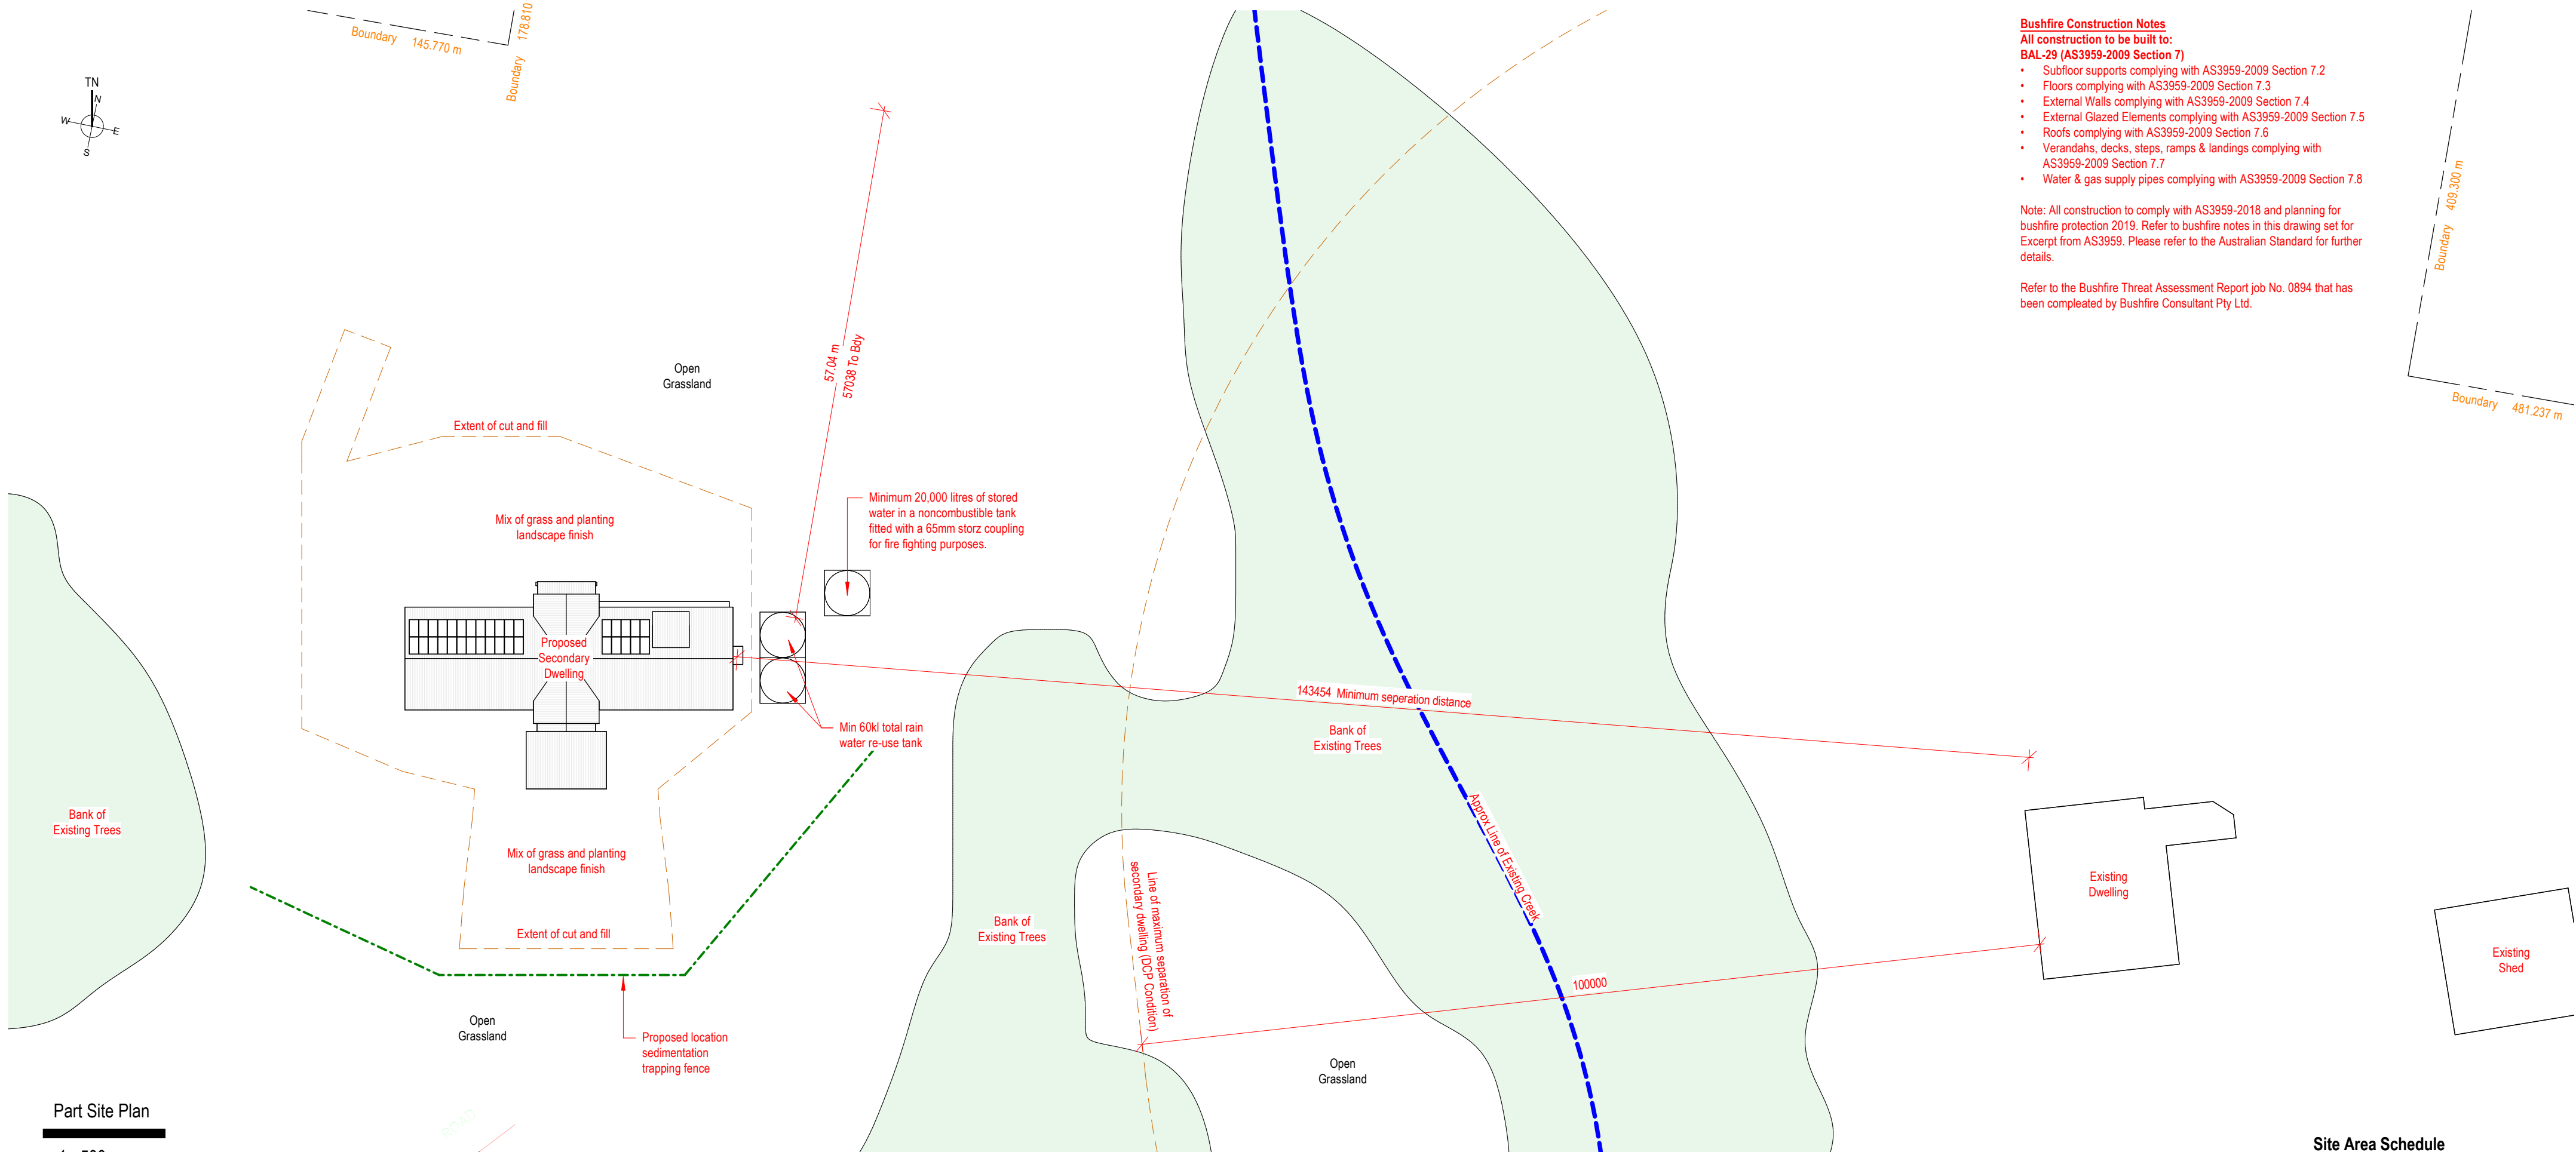 Boundary 145.770 m
Boundary 178.810
TN
N
W
E
S
Bushfire Construction Notes
All construction to be built to:
BAL-29 (AS3959-2009 Section 7)
• Subfloor supports complying with AS3959-2009 Section 7.2
• Floors complying with AS3959-2009 Section 7.3
• External Walls complying with AS3959-2009 Section 7.4
• External Glazed Elements complying with AS3959-2009 Section 7.5
• Roofs complying with AS3959-2009 Section 7.6
• Verandahs, decks, steps, ramps & landings complying with
AS3959-2009 Section 7.7
• Water & gas supply pipes complying with AS3959-2009 Section 7.8
Note: All construction to comply with AS3959-2018 and planning for
bushfire protection 2019. Refer to bushfire notes in this drawing set for
Excerpt from AS3959. Please refer to the Australian Standard for further
details.
Refer to the Bushfire Threat Assessment Report job No. 0894 that has
been compleated by Bushfire Consultant Pty Ltd.
Boundary 409.300 m
Boundary 481.237 m
57.04 m
57038 To Bdy
Open
Grassland
Extent of cut and fill
Mix of grass and planting
landscape finish
Minimum 20,000 litres of stored
water in a noncombustible tank
fitted with a 65mm storz coupling
for fire fighting purposes.
Proposed
Secondary
Dwelling
Min 60kl total rain
water re-use tank
143454 Minimum seperation distance
Bank of
Existing Trees
Approx Line of Existing Creek
Bank of
Existing Trees
Mix of grass and planting
landscape finish
Extent of cut and fill
Line of maximum separation of
secondary dwelling (DCP Condition)
Bank of
Existing Trees
Existing
Dwelling
Existing
Shed
100000
Open
Grassland
Proposed location
sedimentation
trapping fence
Open
Grassland
Part Site Plan
ROAD
Site Area Schedule